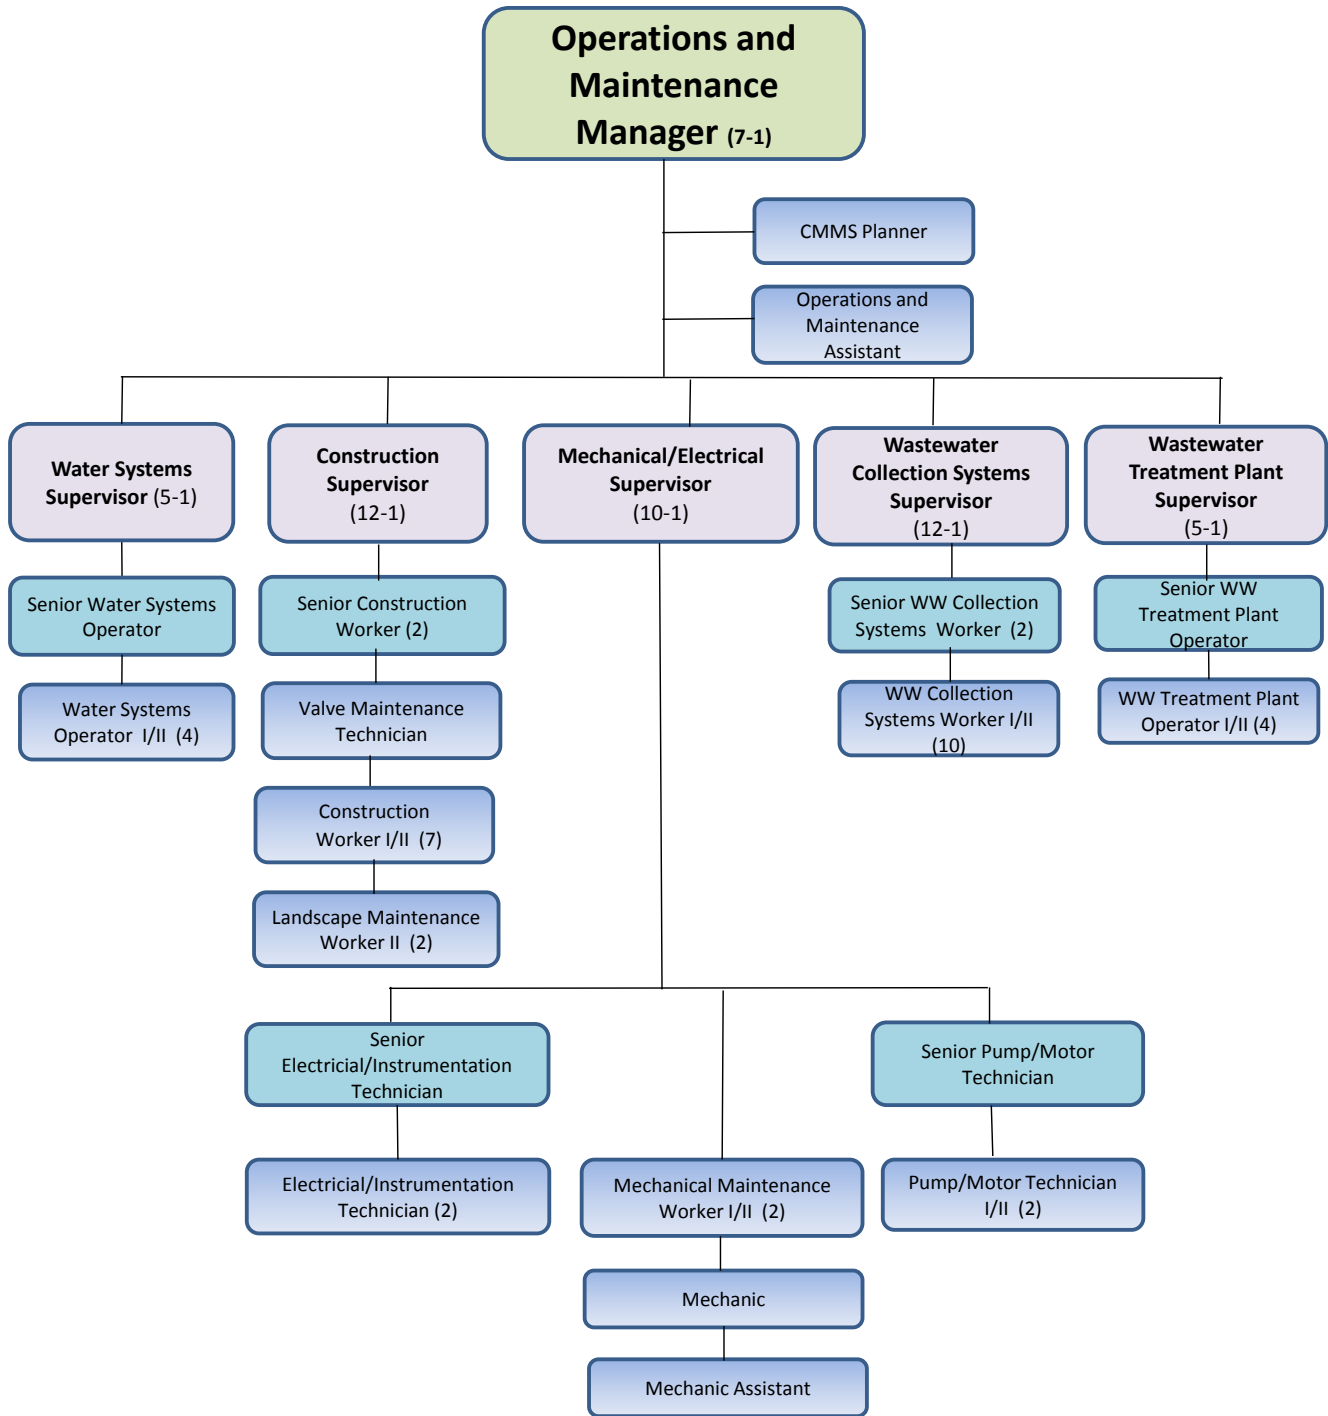 Operations and
Maintenance
Manager (7-1)
CMMS Planner
Operations and
Maintenance
Assistant
Water Systems
Supervisor (5-1)
Construction
Supervisor
(12-1)
Mechanical/Electrical
Supervisor
(10-1)
Wastewater
Collection Systems
Supervisor
(12-1)
Wastewater
Treatment Plant
Supervisor
(5-1)
Senior Water Systems
Operator
Senior Construction
Worker (2)
Senior WW Collection
Systems Worker (2)
Senior WW
Treatment Plant
Operator
Water Systems
Operator I/II (4)
Valve Maintenance
Technician
WW Collection
Systems Worker I/II
(10)
WW Treatment Plant
Operator I/II (4)
Construction
Worker I/II (7)
Landscape Maintenance
Worker II (2)
Senior
Electricial/Instrumentation
Technician
Senior Pump/Motor
Technician
Electricial/Instrumentation
Technician (2)
Mechanical Maintenance
Worker I/II (2)
Pump/Motor Technician
I/II (2)
Mechanic
Mechanic Assistant